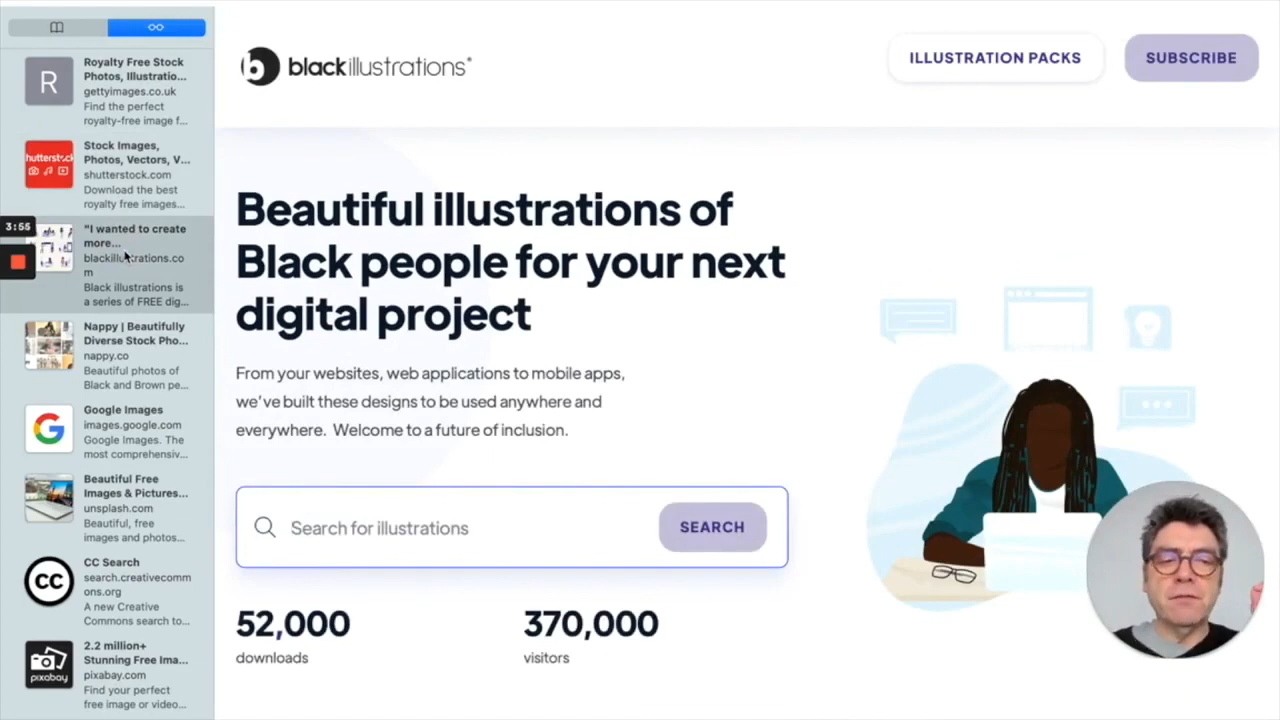 R
Royalty Free Stock
Photos, Illustratio...
gettyimages.co.uk
Find the perfect
royalty-free image f...
hutterst ck
Stock Images,
Photos, Vectors, V...
shutterstock.com
Download the best
royalty free images...
3:55
"I wanted to create
more...
blackillustrations.co
m
Black illustrations is
a series of FREE dig...
Nappy | Beautifully
Diverse Stock Pho...
nappy.co
Beautiful photos of
Black and Brown pe...
G
Google Images
images.google.com
Google Images. The
most comprehensiv...
Beautiful Free
Images & Pictures...
unsplash.com
Beautiful, free
images and photos...
CC
CC Search
search.creativecomm
ons.org
A new Creative
Commons search to...
pixabay
2.2 million+
Stunning Free Ima...
pixabay.com
Find your perfect
free image or video...
b blackillustrations®
ILLUSTRATION PACKS
SUBSCRIBE
Beautiful illustrations of
Black people for your next
digital project
From your websites, web applications to mobile apps,
we've built these designs to be used anywhere and
everywhere. Welcome to a future of inclusion.
Search for illustrations
SEARCH
52,000
downloads
370,000
visitors